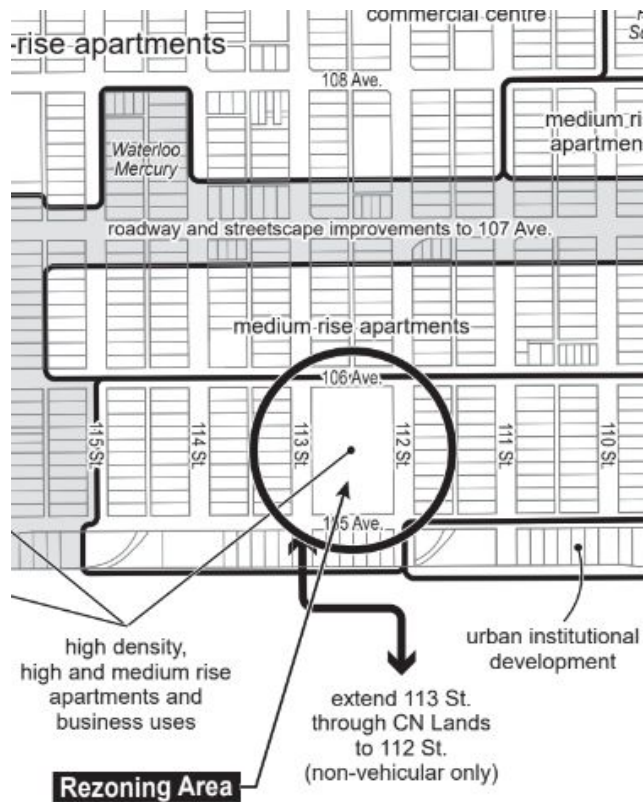 commercial centre
-rise apartments
108 Ave.
medium ri
apartmen
Waterloo
Mercury
roadway and streetscape improvements to 107 Ave.
medium rise apartments
106 Ave.
115 St.
114 St.
113 St.
112 St.
111 St.
110 St.
105 Ave.
high density,
high and medium rise
apartments and
business uses
urban institutional
development
extend 113 St.
through CN Lands
to 112 St.
(non-vehicular only)
Rezoning Area